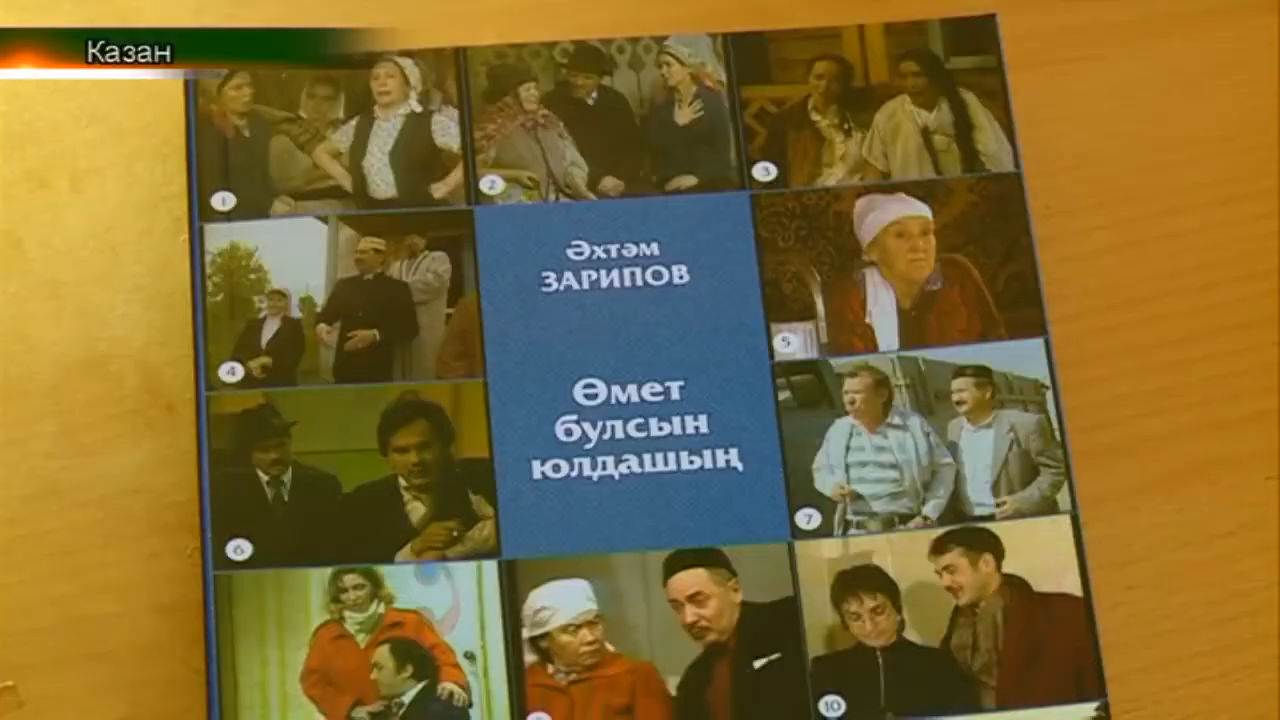 Казан
1
2
3
Әхтәм
ЗАРИПОВ
4
5
Өмет
булсын
юлдашың
6
7
10